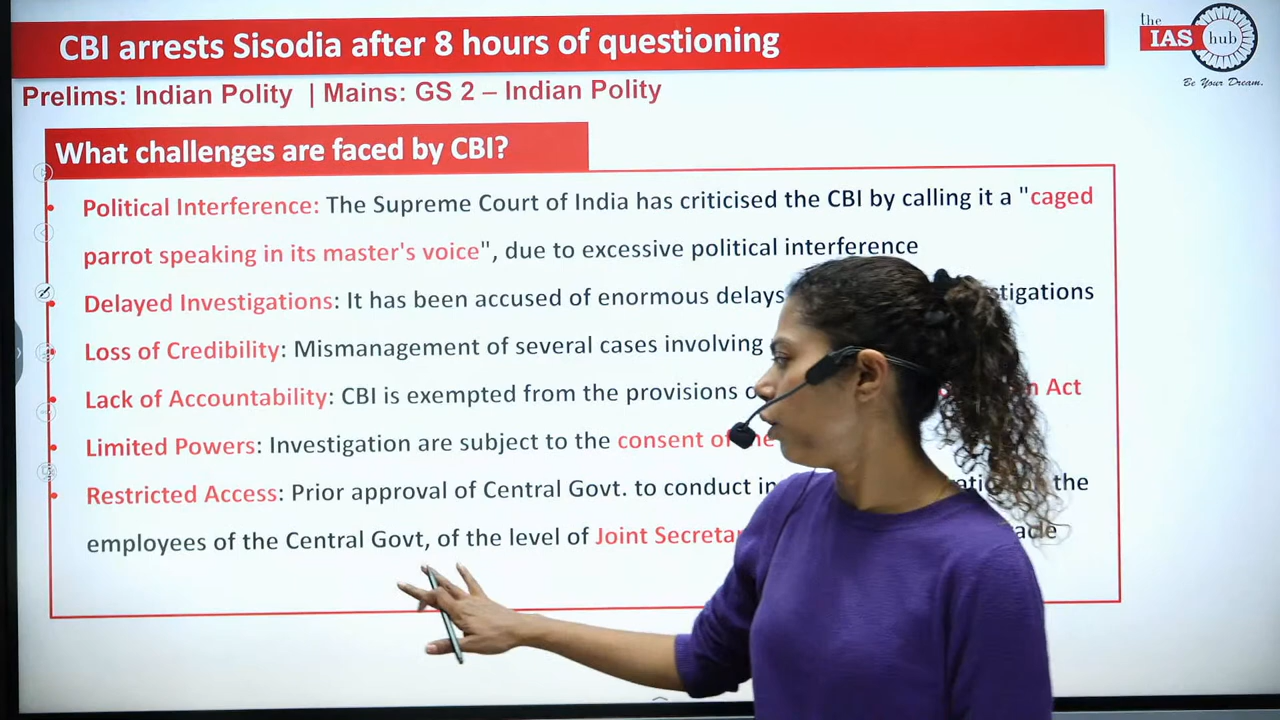 CBI arrests Sisodia after 8 hours of questioning
the
IAS hub
Be Your Dream.
Prelims: Indian Polity | Mains: GS 2 – Indian Polity
What challenges are faced by CBI?
Political Interference: The Supreme Court of India has criticised the CBI by calling it a "caged
parrot speaking in its master's voice", due to excessive political interference
Delayed Investigations: It has been accused of enormous delays
Loss of Credibility: Mismanagement of several cases involving
Lack of Accountability: CBI is exempted from the provisions Act
Limited Powers: Investigation are subject to the consent of
Restricted Access: Prior approval of Central Govt. to conduct the
employees of the Central Govt, of the level of Joint